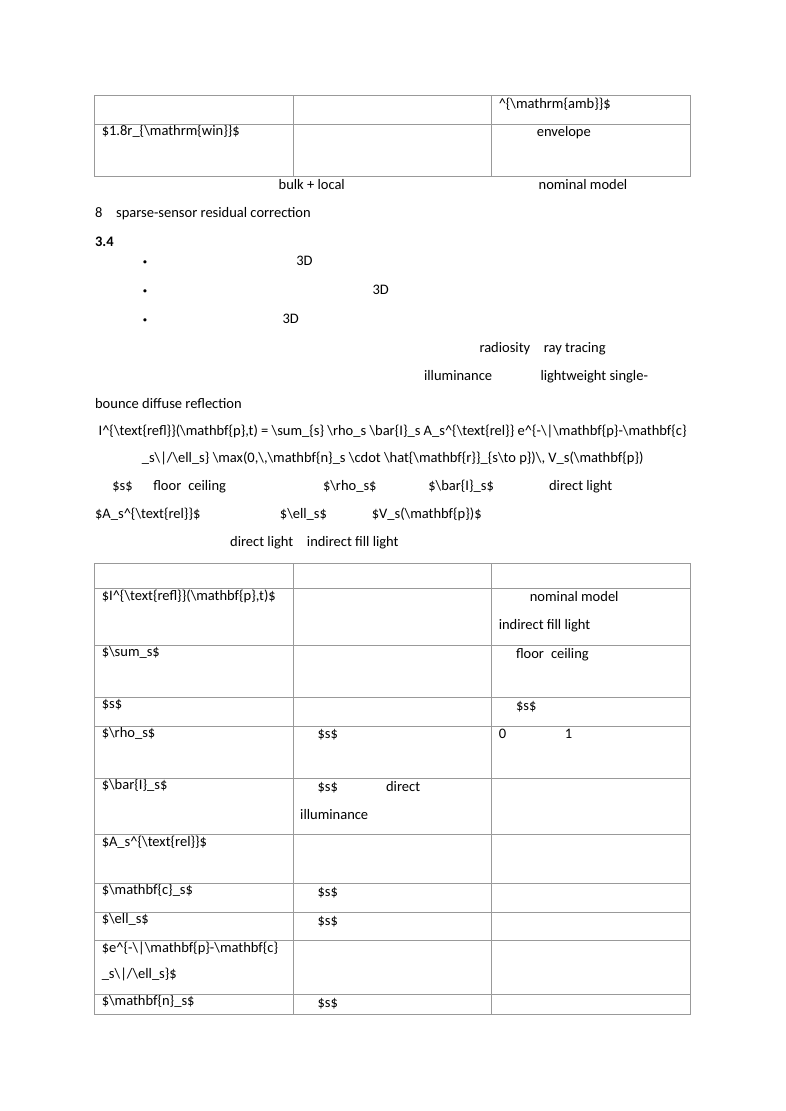 ^{\mathrm{amb}}$
$1.8r_{\mathrm{win}}$ envelope
bulk + local nominal model
8 sparse-sensor residual correction
3.4
• 3D
• 3D
• 3D
radiosity ray tracing
illuminance lightweight single-
bounce diffuse reflection
I^{\text{refl}}(\mathbf{p},t) = \sum_{s} \rho_s \bar{I}_s A_s^{\text{rel}} e^{-\|\mathbf{p}-\mathbf{c}
_s\|/\ell_s} \max(0,\,\mathbf{n}_s \cdot \hat{\mathbf{r}}_{s\to p})\, V_s(\mathbf{p})
$s$ floor ceiling $\rho_s$ $\bar{I}_s$ direct light
$A_s^{\text{rel}}$ $\ell_s$ $V_s(\mathbf{p})$
direct light indirect fill light
$I^{\text{refl}}(\mathbf{p},t)$ nominal model
indirect fill light
$\sum_s$ floor ceiling
$s$ $s$
$\rho_s$ $s$ 0 1
$\bar{I}_s$ $s$ direct
illuminance
$A_s^{\text{rel}}$
$\mathbf{c}_s$ $s$
$\ell_s$ $s$
$e^{-\|\mathbf{p}-\mathbf{c}
_s\|/\ell_s}$
$\mathbf{n}_s$ $s$